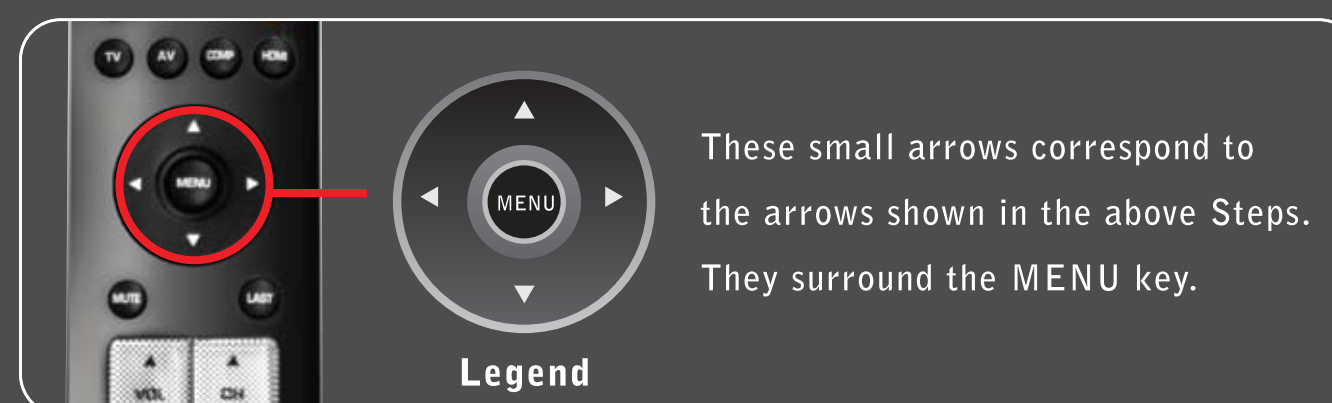 TV AV COMP HDMI
MENU
MUTE LAST
VOL CH
MENU
Legend
These small arrows correspond to
the arrows shown in the above Steps.
They surround the MENU key.